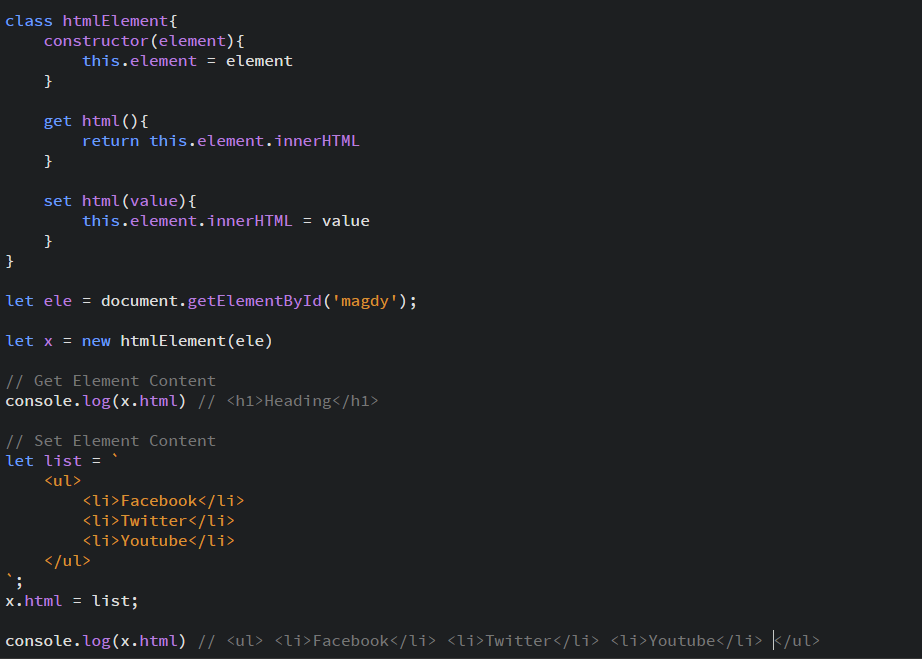 class htmlElement{
    constructor(element){
        this.element = element
    }

    get html(){
        return this.element.innerHTML
    }

    set html(value){
        this.element.innerHTML = value
    }
}

let ele = document.getElementById('magdy');

let x = new htmlElement(ele)

// Get Element Content
console.log(x.html) // <h1>Heading</h1>

// Set Element Content
let list = `
    <ul>
        <li>Facebook</li>
        <li>Twitter</li>
        <li>Youtube</li>
    </ul>
`;
x.html = list;

console.log(x.html) // <ul> <li>Facebook</li> <li>Twitter</li> <li>Youtube</li> </ul>